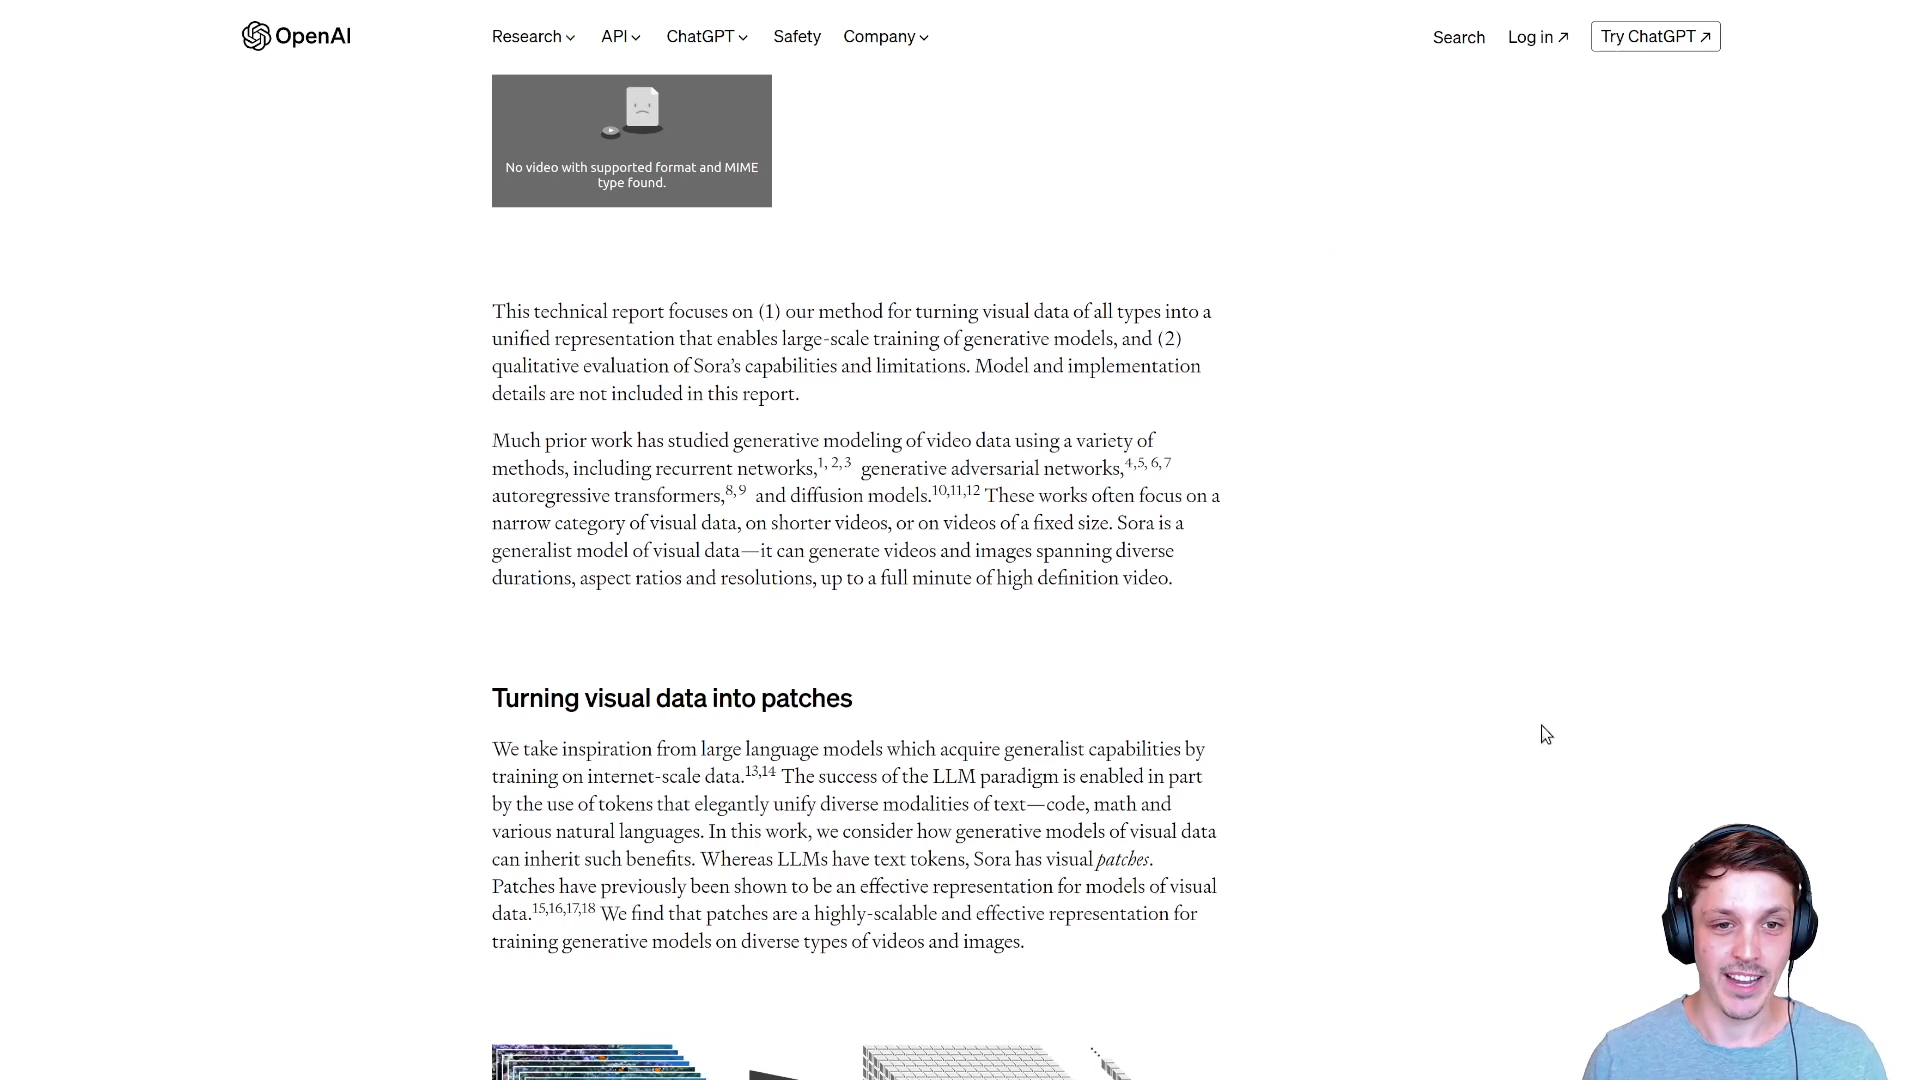 OpenAI
Research API ChatGPT Safety Company
Search Log in ↗ Try ChatGPT ↗
No video with supported format and MIME
type found.
This technical report focuses on (1) our method for turning visual data of all types into a
unified representation that enables large-scale training of generative models, and (2)
qualitative evaluation of Sora’s capabilities and limitations. Model and implementation
details are not included in this report.
Much prior work has studied generative modeling of video data using a variety of
methods, including recurrent networks,1, 2,3 generative adversarial networks,4,5, 6,7
autoregressive transformers,8,9 and diffusion models.10,11,12 These works often focus on a
narrow category of visual data, on shorter videos, or on videos of a fixed size. Sora is a
generalist model of visual data—it can generate videos and images spanning diverse
durations, aspect ratios and resolutions, up to a full minute of high definition video.
Turning visual data into patches
We take inspiration from large language models which acquire generalist capabilities by
training on internet-scale data.13,14 The success of the LLM paradigm is enabled in part
by the use of tokens that elegantly unify diverse modalities of text—code, math and
various natural languages. In this work, we consider how generative models of visual data
can inherit such benefits. Whereas LLMs have text tokens, Sora has visual patches.
Patches have previously been shown to be an effective representation for models of visual
data.15,16,17,18 We find that patches are a highly-scalable and effective representation for
training generative models on diverse types of videos and images.